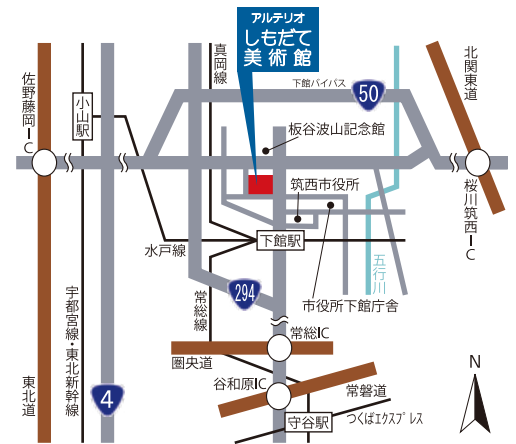 アルテリオ
しもだて
美術館
真岡線
北関東道
佐野藤岡IC
小山駅
下館バイパス
50
板谷波山記念館
筑西市役所
桜川筑西IC
水戸線
下館駅
五行川
294
市役所下館庁舎
常総線
宇都宮線・東北新幹線
常総IC
圏央道
東北道
4
谷和原IC
常磐道
守谷駅
つくばエクスプレス
N